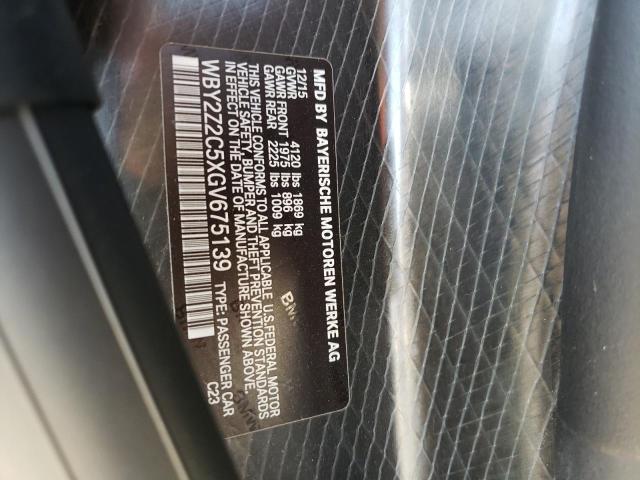 MFD BY BAYERISCHE MOTOREN WERKE AG
12/15
GVWR 4120 lbs 1869 kg
GAWR FRONT 1975 lbs 896 kg
GAWR REAR 2225 lbs 1009 kg
THIS VEHICLE CONFORMS TO ALL APPLICABLE U.S.FEDERAL MOTOR
VEHICLE SAFETY, BUMPER AND THEFT PREVENTION STANDARDS
IN EFFECT ON THE DATE OF MANUFACTURE SHOWN ABOVE.
WBY2Z2C5XGV675139 TYPE: PASSENGER CAR
C23